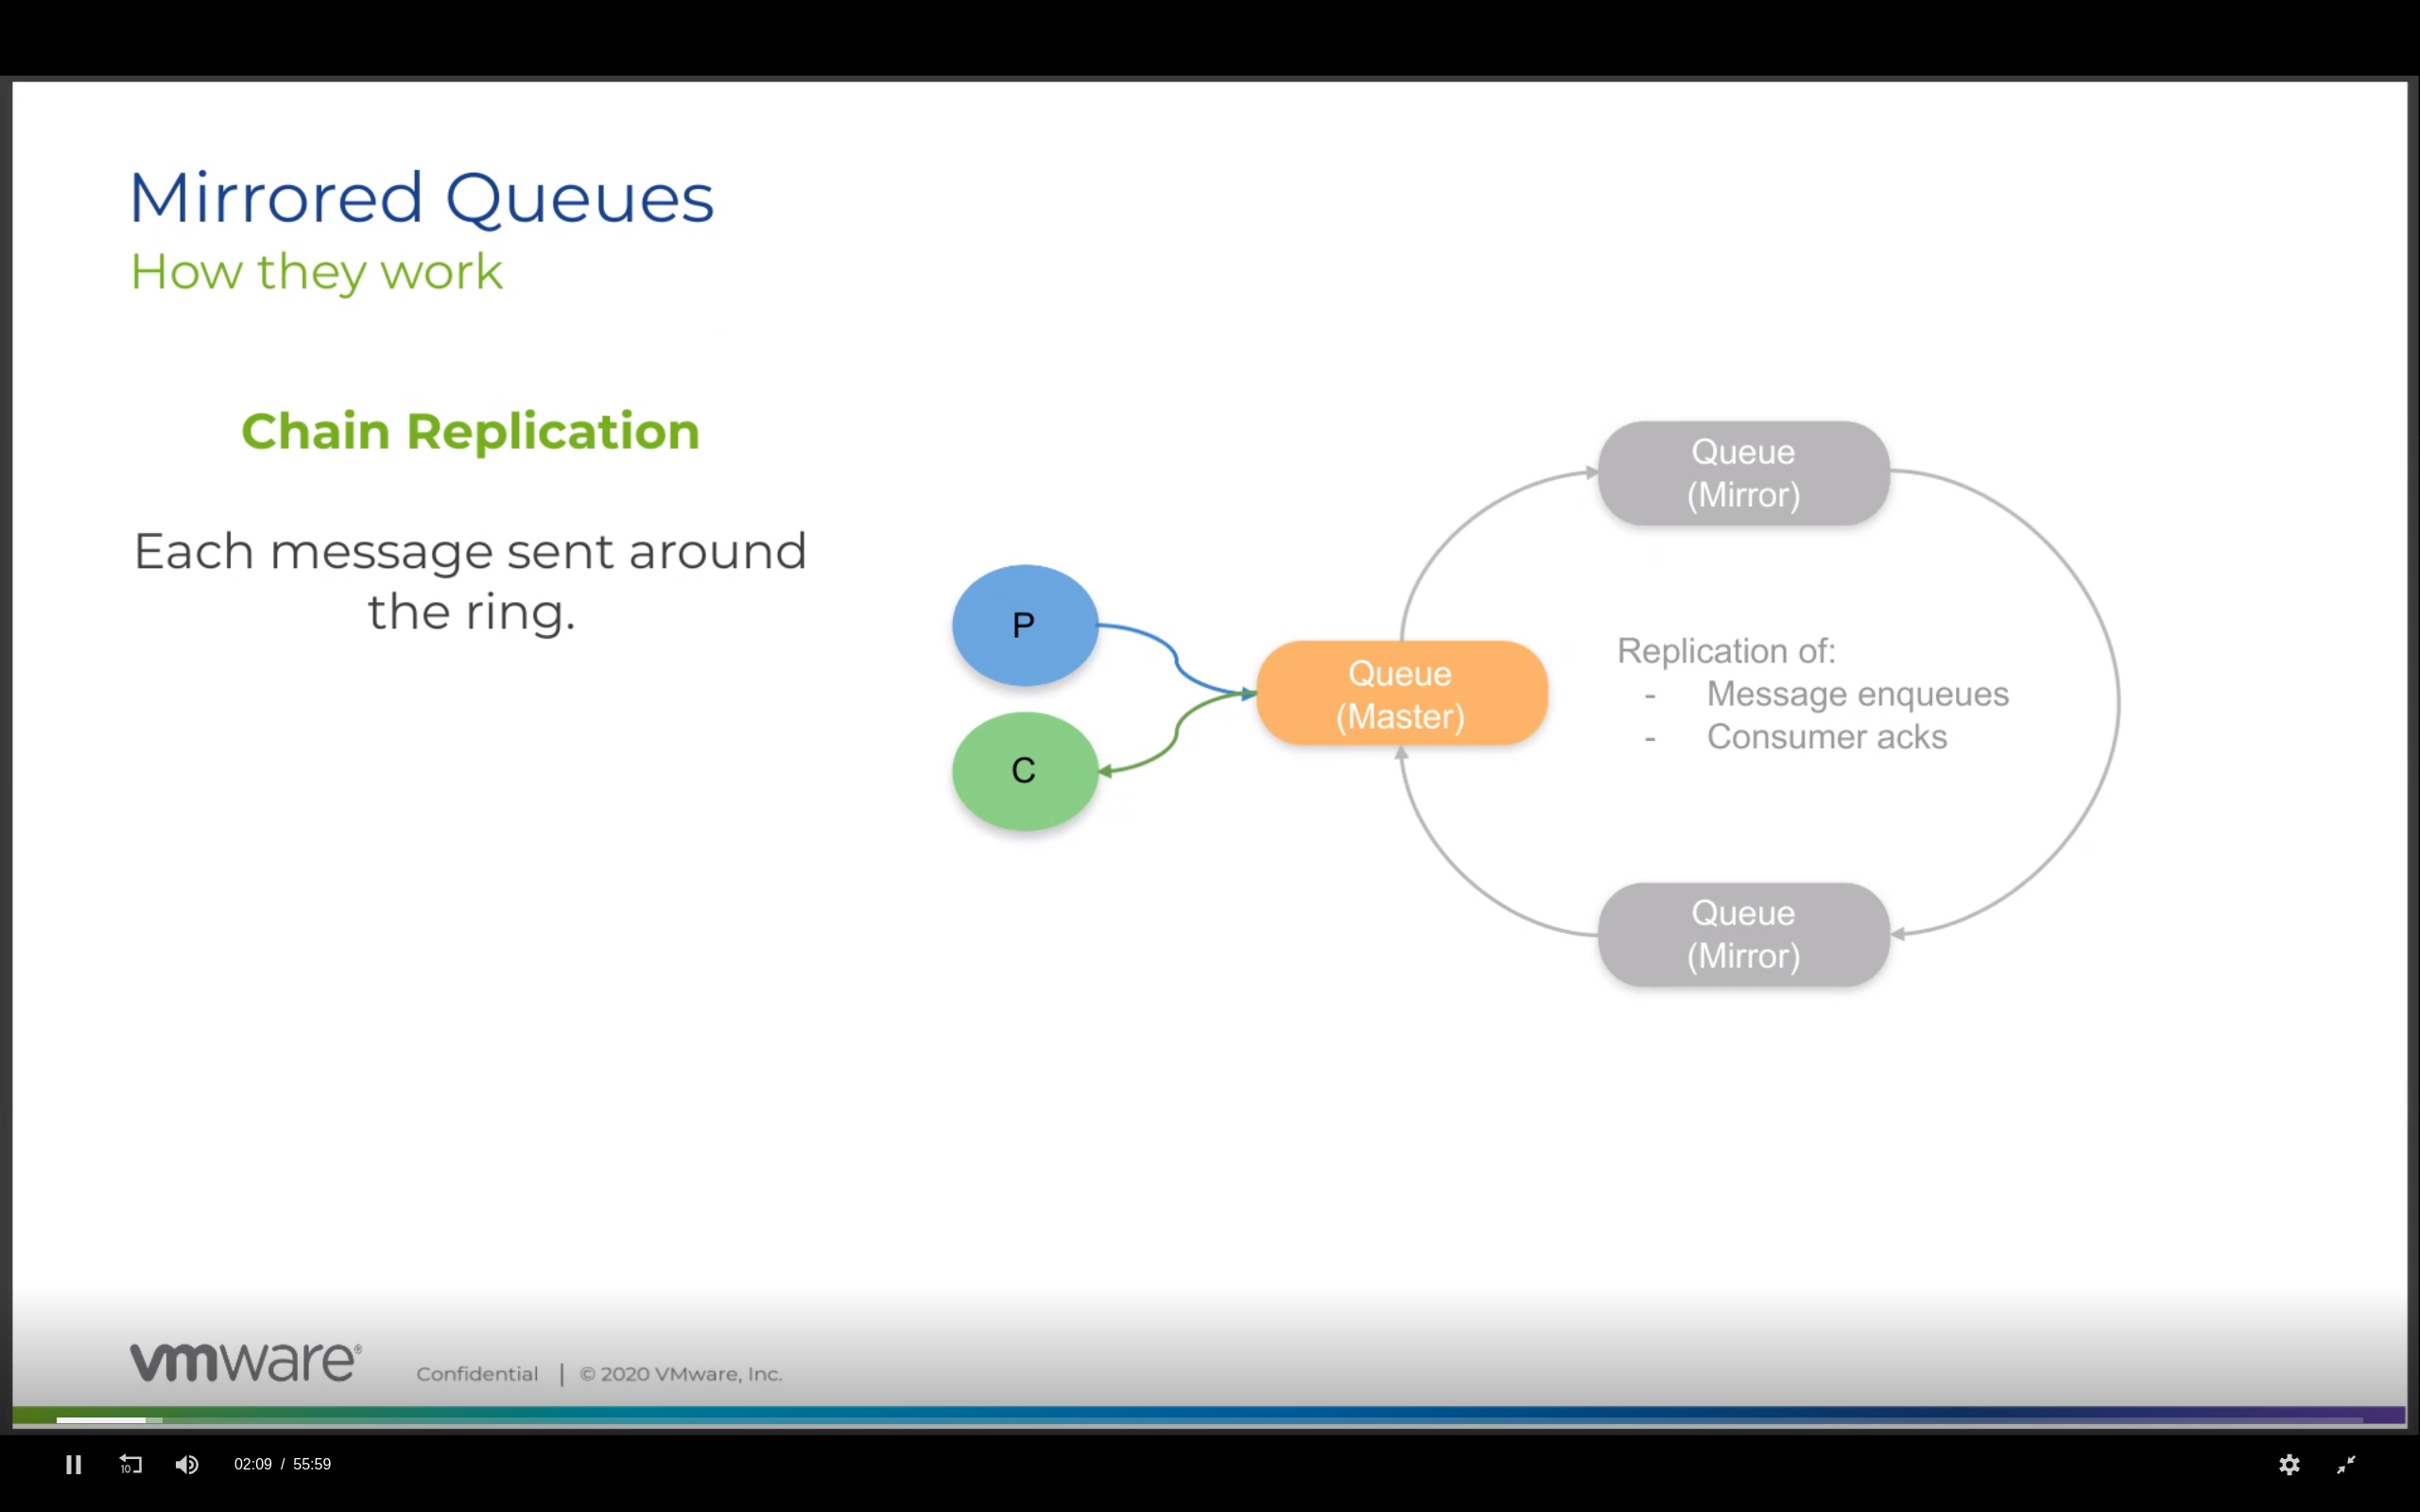 Mirrored Queues
How they work
Chain Replication
Each message sent around
the ring.
P
C
Queue
(Master)
Queue
(Mirror)
Replication of:
- Message enqueues
- Consumer acks
Queue
(Mirror)
vmware®
Confidential | © 2020 VMware, Inc.
10
02:09 / 55:59